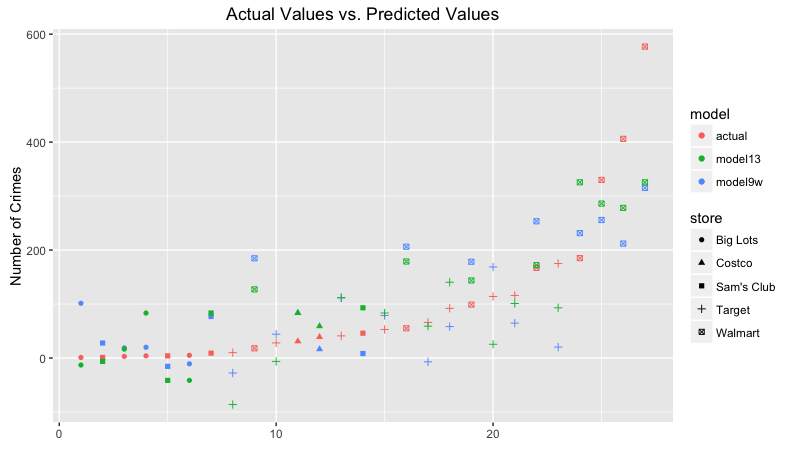 Actual Values vs. Predicted Values
Number of Crimes
600
400
200
0
0
10
20
model
actual
model13
model9w
store
Big Lots
Costco
Sam's Club
Target
Walmart